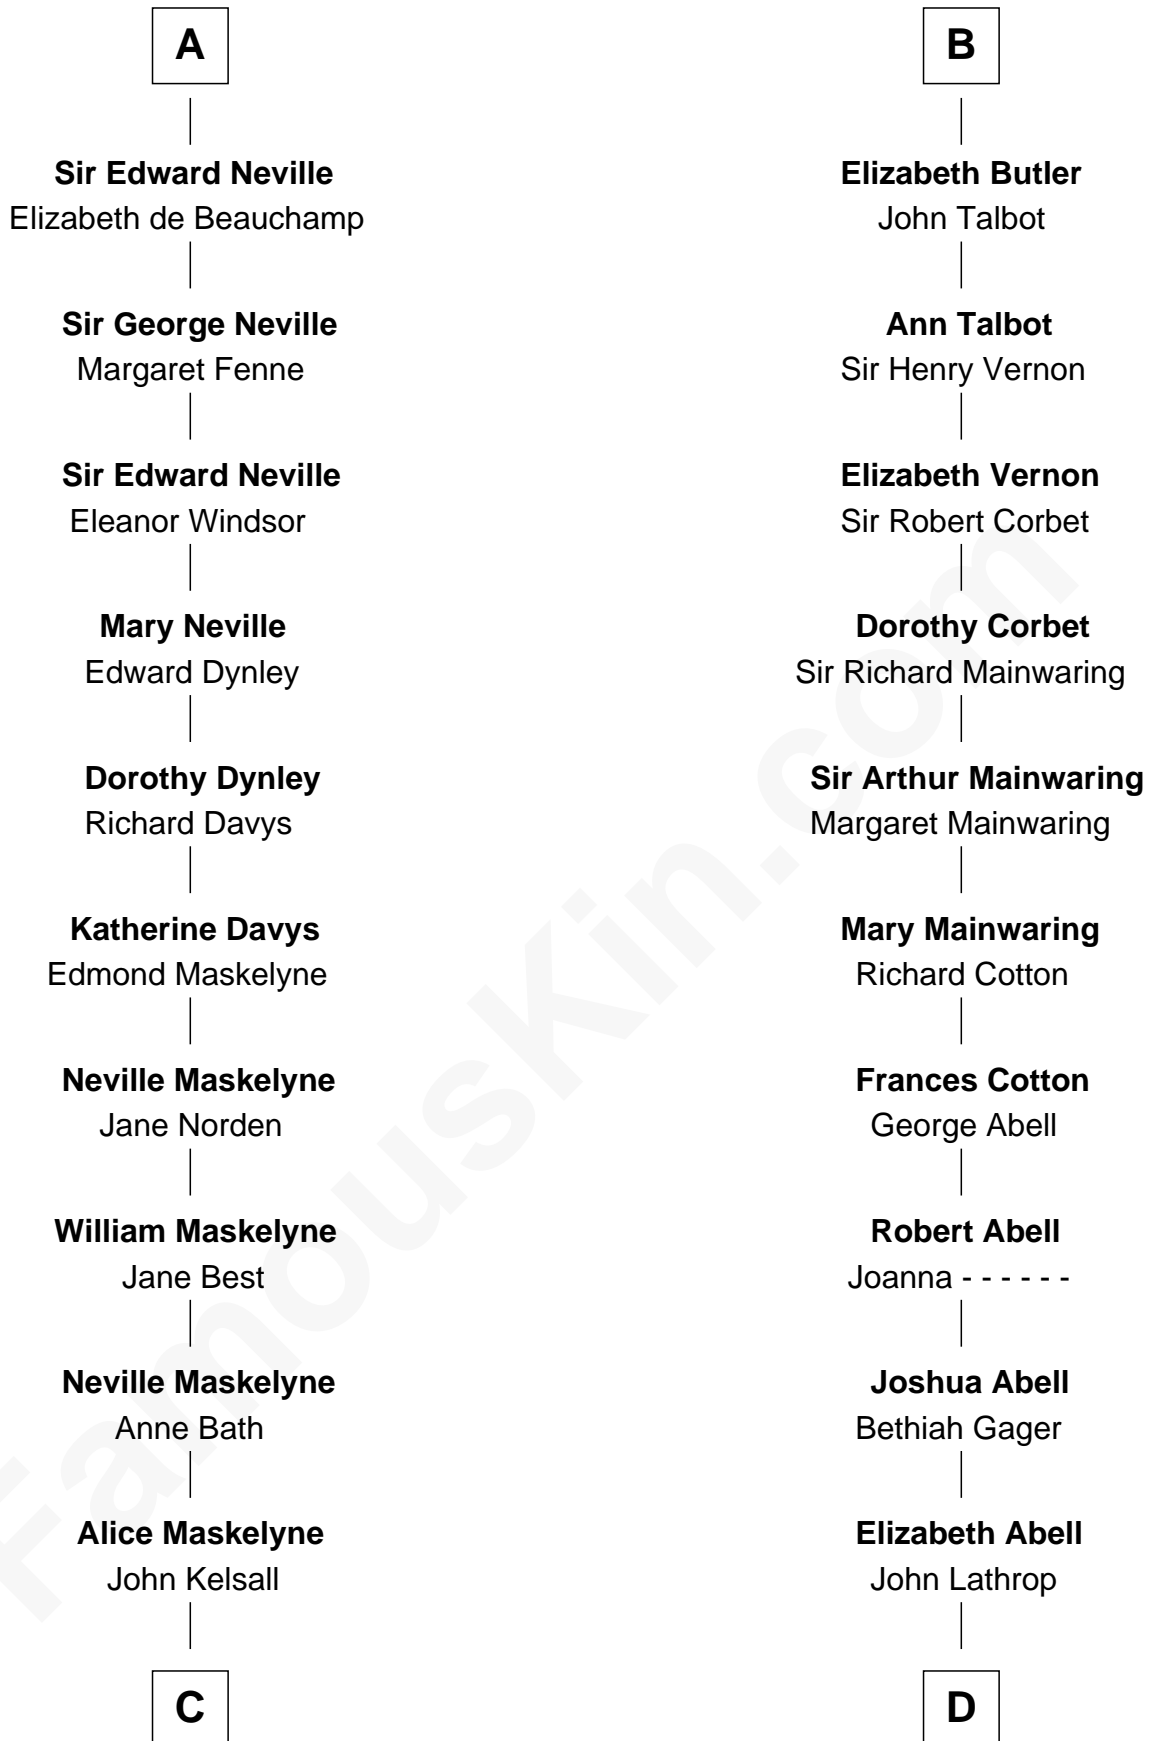 A
Sir Edward Neville
Elizabeth de Beauchamp
Sir George Neville
Margaret Fenne
Sir Edward Neville
Eleanor Windsor
Mary Neville
Edward Dynley
Dorothy Dynley
Richard Davys
Katherine Davys
Edmond Maskelyne
Neville Maskelyne
Jane Norden
William Maskelyne
Jane Best
Neville Maskelyne
Anne Bath
Alice Maskelyne
John Kelsall
C
B
Elizabeth Butler
John Talbot
Ann Talbot
Sir Henry Vernon
Elizabeth Vernon
Sir Robert Corbet
Dorothy Corbet
Sir Richard Mainwaring
Sir Arthur Mainwaring
Margaret Mainwaring
Mary Mainwaring
Richard Cotton
Frances Cotton
George Abell
Robert Abell
Joanna - - - - - -
Joshua Abell
Bethiah Gager
Elizabeth Abell
John Lathrop
D
FamousKin.com